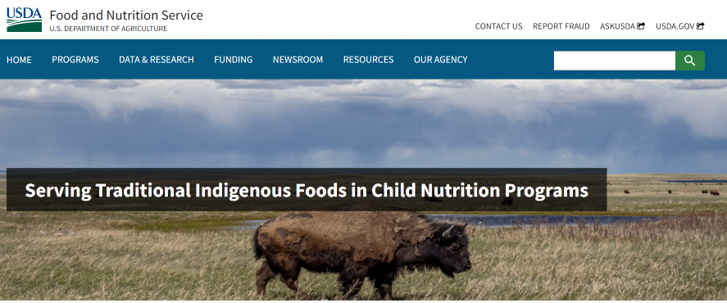 USDA
Food and Nutrition Service
U.S. DEPARTMENT OF AGRICULTURE
CONTACT US REPORT FRAUD ASKUSDA USDA.GOV
HOME PROGRAMS DATA & RESEARCH FUNDING NEWSROOM RESOURCES OUR AGENCY
Serving Traditional Indigenous Foods in Child Nutrition Programs